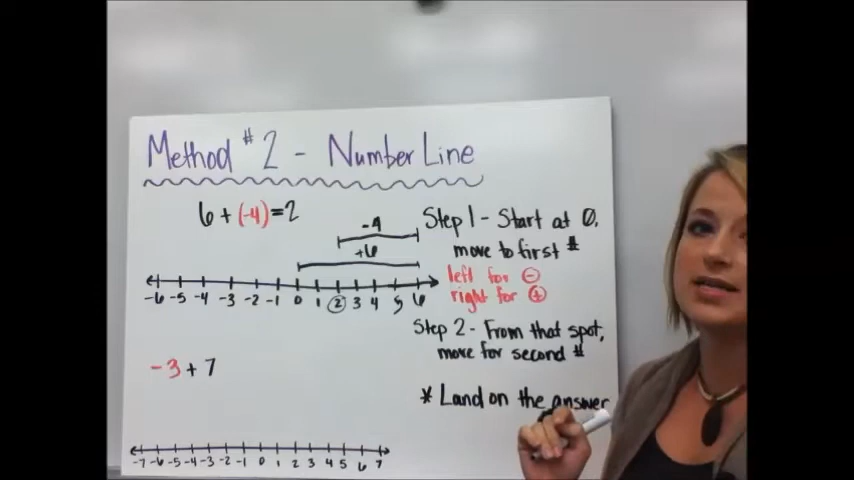 Method #2 - Number Line
6 + (-4) = 2
-4
+6
-6 -5 -4 -3 -2 -1 0 1 2 3 4 5 6
Step 1 - Start at 0,
move to first #
left for -
right for +
Step 2 - From that spot,
move for second #
* Land on the answer
-3 + 7
-7 -6 -5 -4 -3 -2 -1 0 1 2 3 4 5 6 7